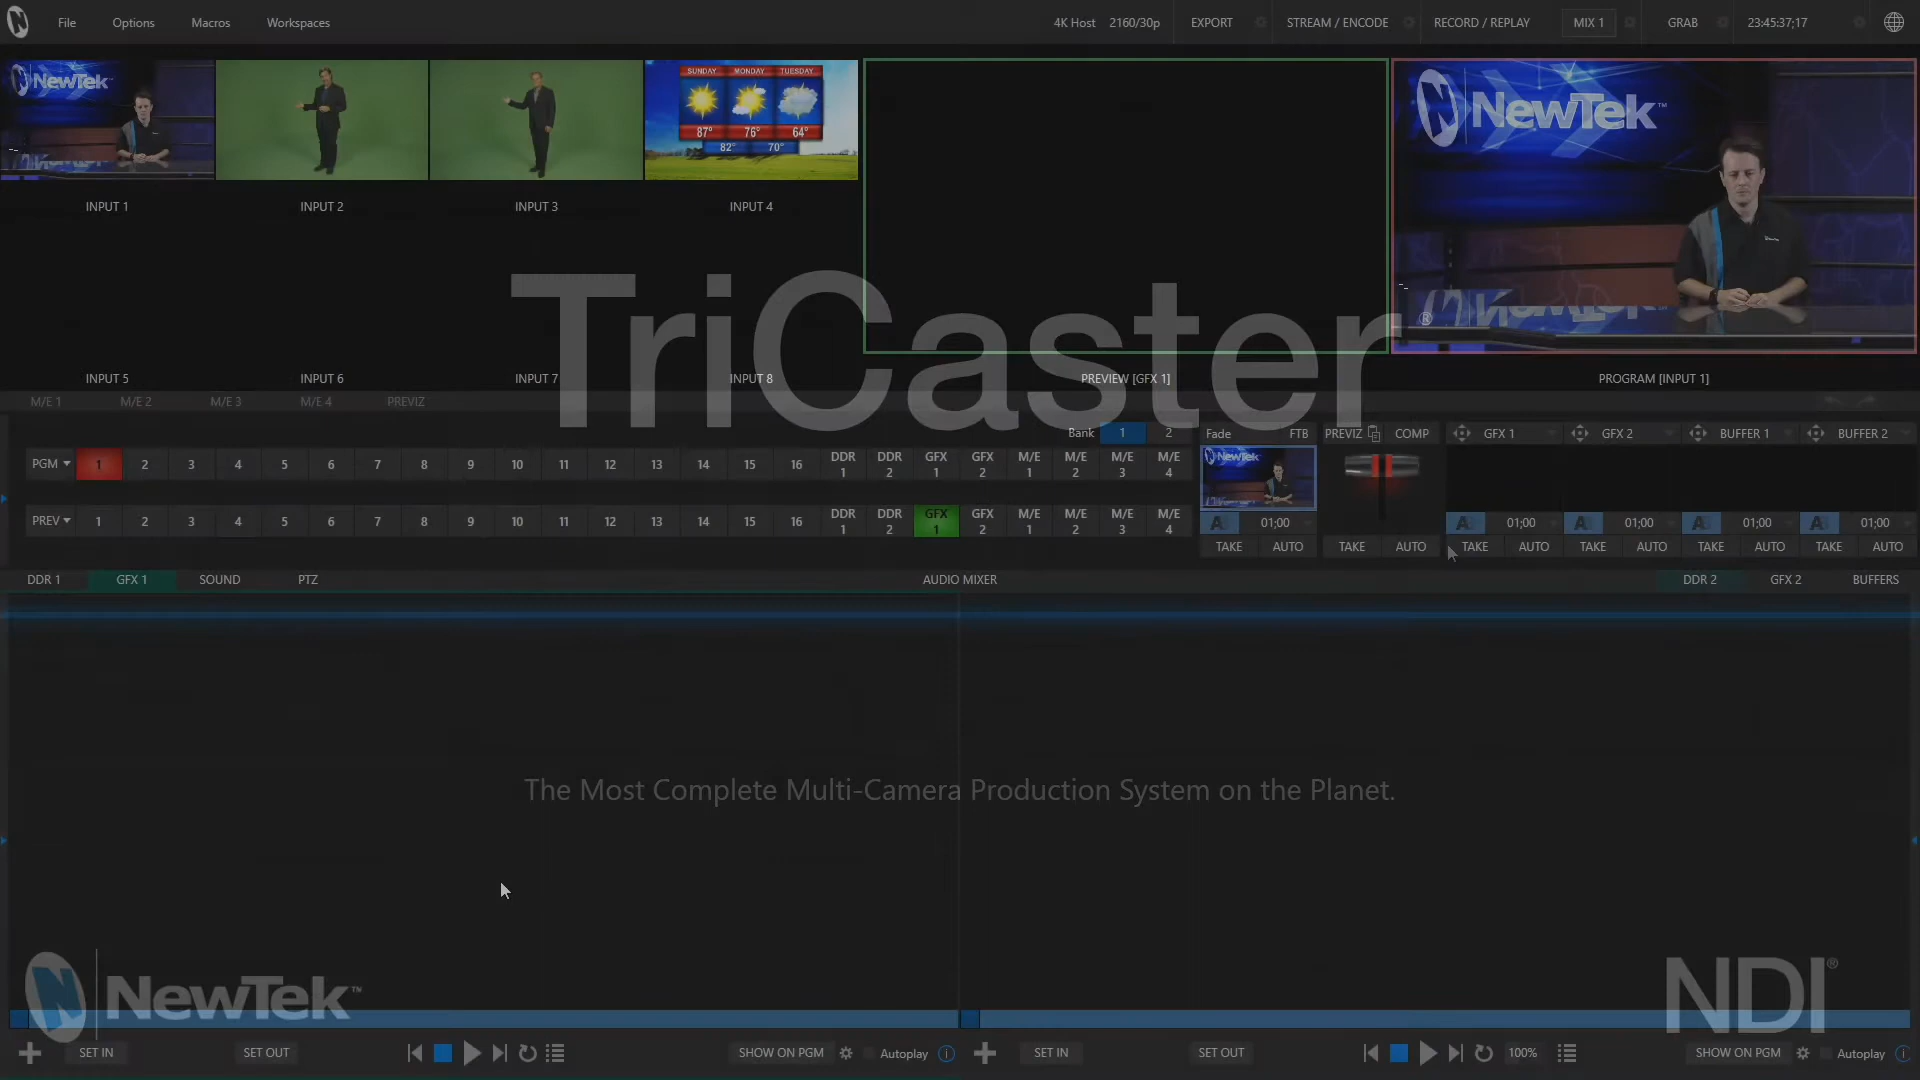 File Options Macros Workspaces 4K Host 2160/30p EXPORT STREAM / ENCODE RECORD / REPLAY MIX 1 GRAB 23:45:37;17
NewTek
SUNDAY MONDAY TUESDAY
87° 76° 64°
82° 70°
NewTek™
INPUT 1 INPUT 2 INPUT 3 INPUT 4
TriCaster
INPUT 5 INPUT 6 INPUT 7 INPUT 8 PREVIEW [GFX 1] PROGRAM [INPUT 1]
M/E 1 M/E 2 M/E 3 M/E 4 PREVIZ
Bank 1 2 Fade FTB PREVIZ COMP GFX 1 GFX 2 BUFFER 1 BUFFER 2
PGM 1 2 3 4 5 6 7 8 9 10 11 12 13 14 15 16 DDR 1 DDR 2 GFX 1 GFX 2 M/E 1 M/E 2 M/E 3 M/E 4
NewTek
PREV 1 2 3 4 5 6 7 8 9 10 11 12 13 14 15 16 DDR 1 DDR 2 GFX 1 GFX 2 M/E 1 M/E 2 M/E 3 M/E 4
01;00 01;00 01;00 01;00 01;00
TAKE AUTO TAKE AUTO TAKE AUTO TAKE AUTO TAKE AUTO TAKE AUTO
DDR 1 GFX 1 SOUND PTZ AUDIO MIXER DDR 2 GFX 2 BUFFERS
The Most Complete Multi-Camera Production System on the Planet.
NewTek™
NDI®
SET IN SET OUT SHOW ON PGM Autoplay SET IN SET OUT 100% SHOW ON PGM Autoplay